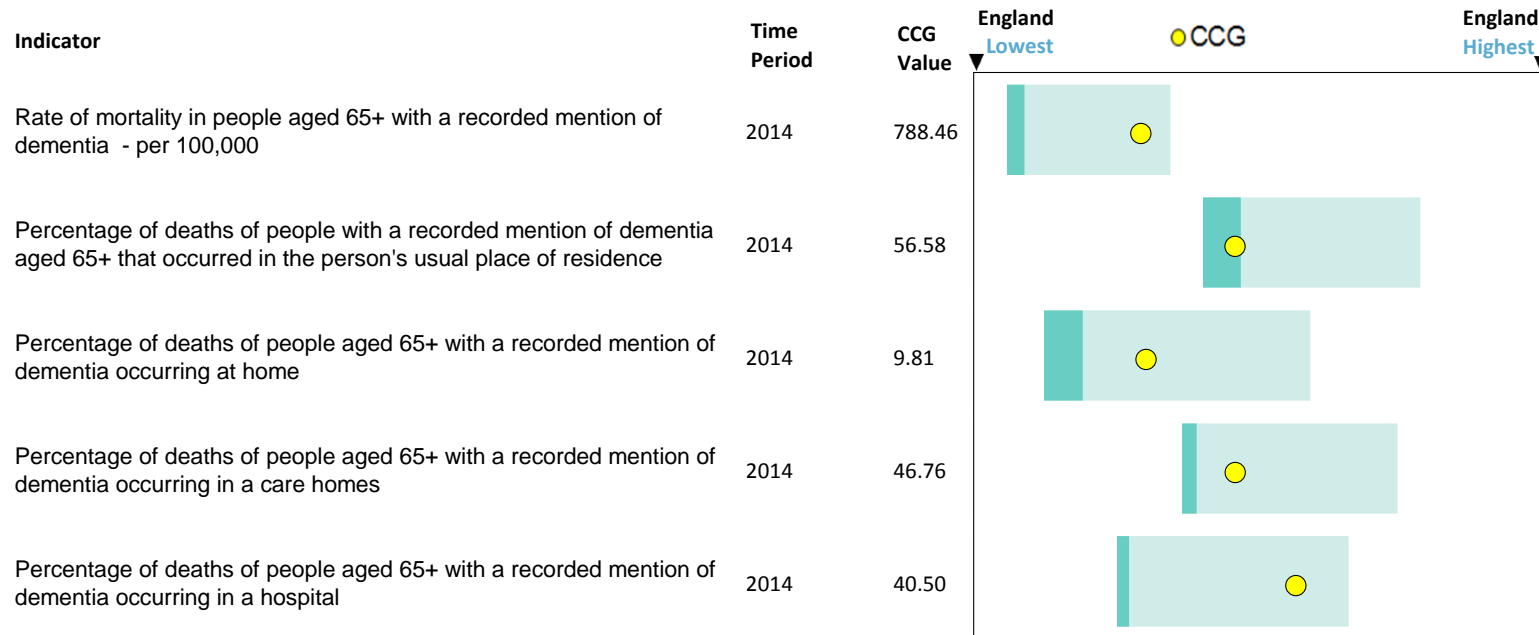 Indicator
Time
Period
CCG
Value
England
Lowest
CCG
England
Highest
Rate of mortality in people aged 65+ with a recorded mention of
dementia - per 100,000
2014
788.46
Percentage of deaths of people with a recorded mention of dementia
aged 65+ that occurred in the person's usual place of residence
2014
56.58
Percentage of deaths of people aged 65+ with a recorded mention of
dementia occurring at home
2014
9.81
Percentage of deaths of people aged 65+ with a recorded mention of
dementia occurring in a care homes
2014
46.76
Percentage of deaths of people aged 65+ with a recorded mention of
dementia occurring in a hospital
2014
40.50